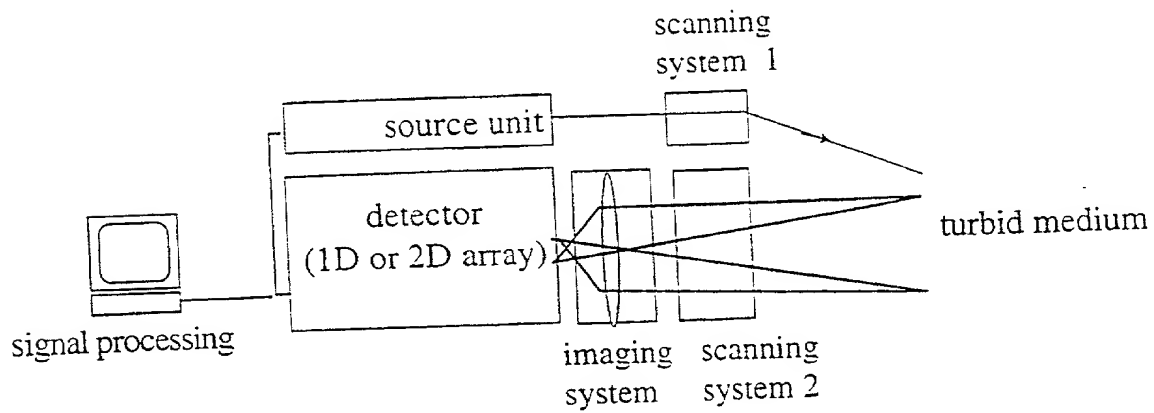 scanning
system 1
source unit
detector
(1D or 2D array)
turbid medium
signal processing
imaging
system
scanning
system 2